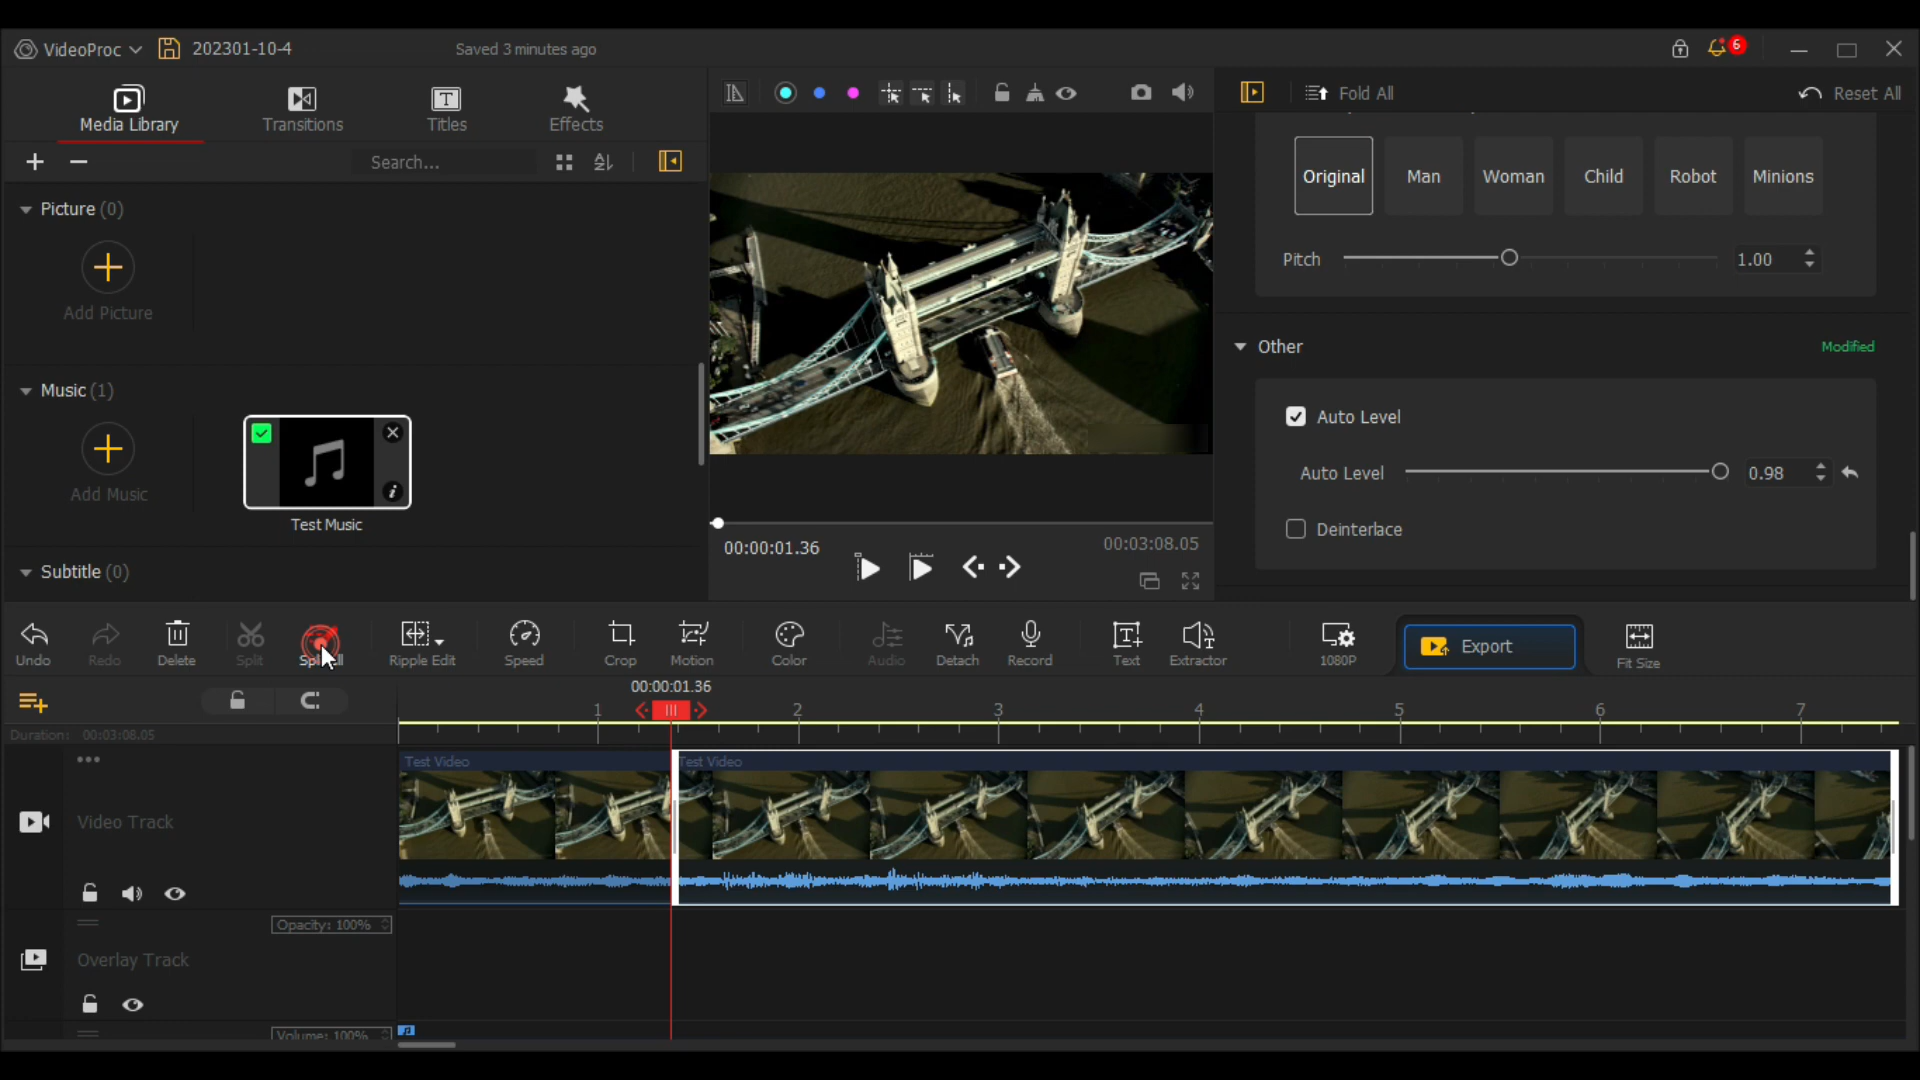 VideoProc 202301-10-4 Saved 3 minutes ago 6
Media Library Transitions Titles Effects
Fold All Reset All
Search...
Original Man Woman Child Robot Minions
Picture (0)
Pitch 1.00
Add Picture
Other Modified
Music (1)
Auto Level
Auto Level 0.98
Add Music
Test Music
Deinterlace
00:00:01.36 00:03:08.05
Subtitle (0)
Undo Redo Delete Split Ripple Edit Speed Crop Motion Color Audio Detach Record Text Extractor 1080P Export Fit Size
00:00:01.36
1 2 3 4 5 6 7
Duration: 00:03:08.05
Test Video Test Video
Video Track
Opacity: 100%
Overlay Track
Volume: 100%